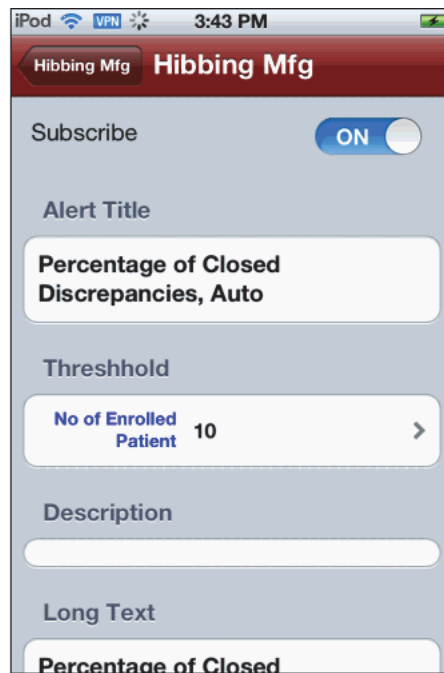 iPod VPN 3:43 PM
Hibbing Mfg Hibbing Mfg
Subscribe ON
Alert Title
Percentage of Closed
Discrepancies, Auto
Threshhold
No of Enrolled
Patient 10
Description
Long Text
Percentage of Closed